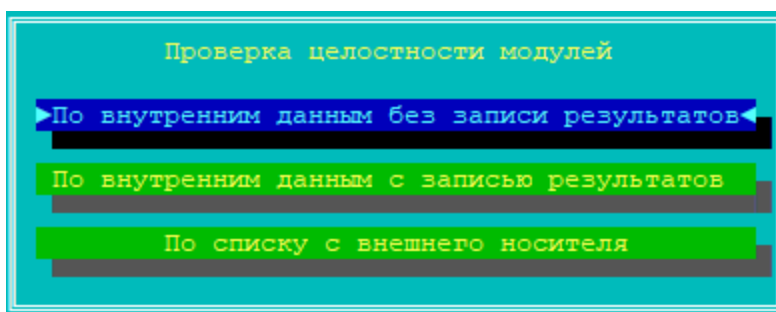 Проверка целостности модулей
►По внутренним данным без записи результатов◄
По внутренним данным с записью результатов
По списку с внешнего носителя